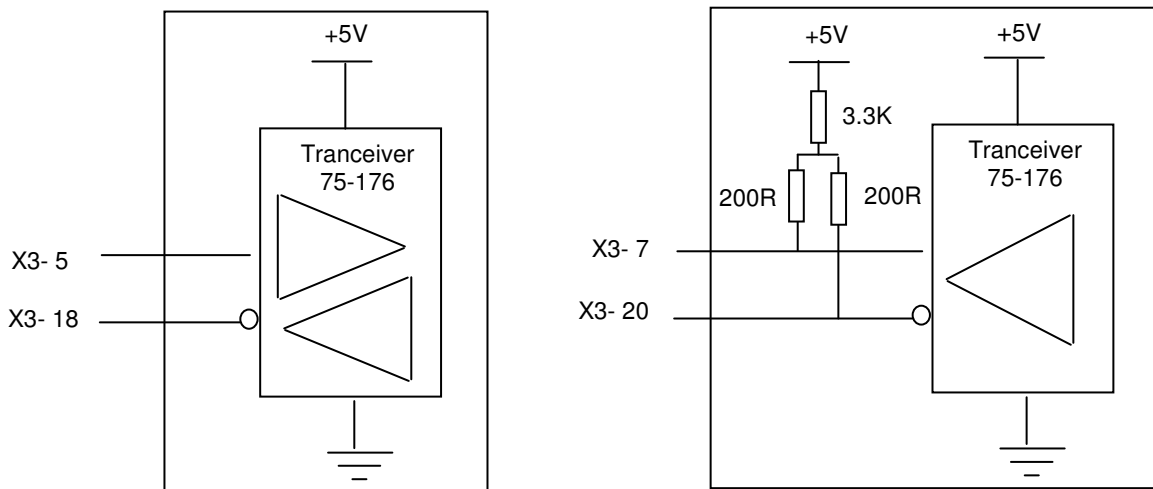 +5V
Tranceiver
75-176
X3- 5
X3- 18
+5V
+5V
3.3K
Tranceiver
75-176
200R
200R
X3- 7
X3- 20